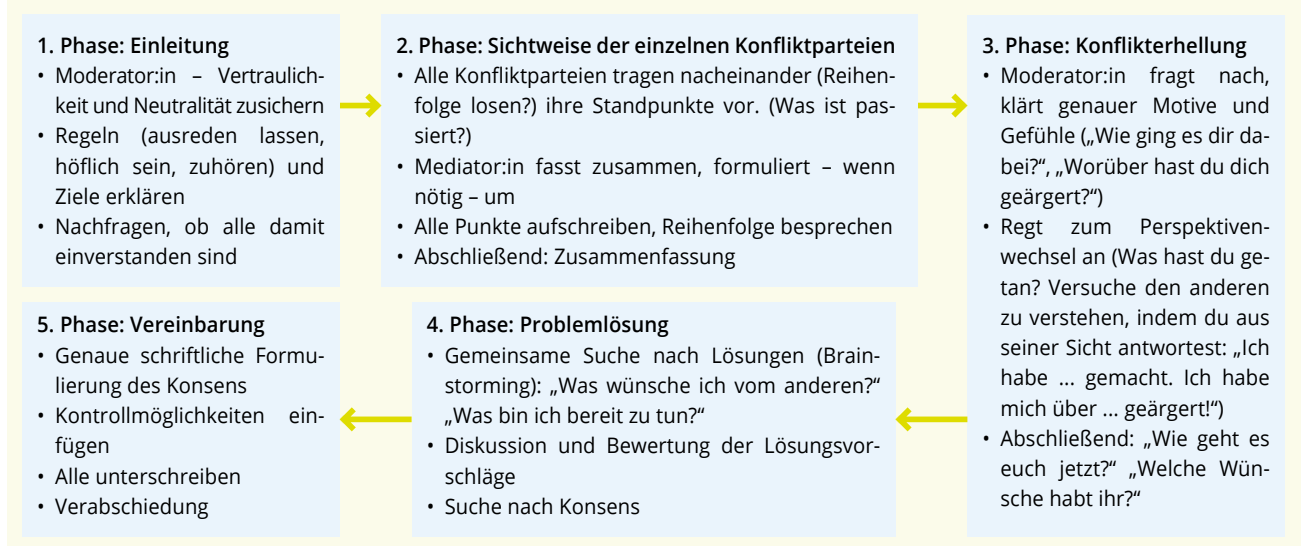 1. Phase: Einleitung
• Moderator:in – Vertraulich-
keit und Neutralität zusichern
• Regeln (ausreden lassen,
höflich sein, zuhören) und
Ziele erklären
• Nachfragen, ob alle damit
einverstanden sind
2. Phase: Sichtweise der einzelnen Konfliktparteien
• Alle Konfliktparteien tragen nacheinander (Reihen-
folge losen?) ihre Standpunkte vor. (Was ist pas-
siert?)
• Mediator:in fasst zusammen, formuliert – wenn
nötig – um
• Alle Punkte aufschreiben, Reihenfolge besprechen
• Abschließend: Zusammenfassung
3. Phase: Konflikterhellung
• Moderator:in fragt nach,
klärt genauer Motive und
Gefühle („Wie ging es dir da-
bei?“, „Worüber hast du dich
geärgert?“)
• Regt zum Perspektiven-
wechsel an (Was hast du ge-
tan? Versuche den anderen
zu verstehen, indem du aus
seiner Sicht antwortest: „Ich
habe ... gemacht. Ich habe
mich über ... geärgert!“)
• Abschließend: „Wie geht es
euch jetzt?“ „Welche Wün-
sche habt ihr?“
4. Phase: Problemlösung
• Gemeinsame Suche nach Lösungen (Brain-
storming): „Was wünsche ich vom anderen?“
„Was bin ich bereit zu tun?“
• Diskussion und Bewertung der Lösungsvor-
schläge
• Suche nach Konsens
5. Phase: Vereinbarung
• Genaue schriftliche Formu-
lierung des Konsens
• Kontrollmöglichkeiten ein-
fügen
• Alle unterschreiben
• Verabschiedung